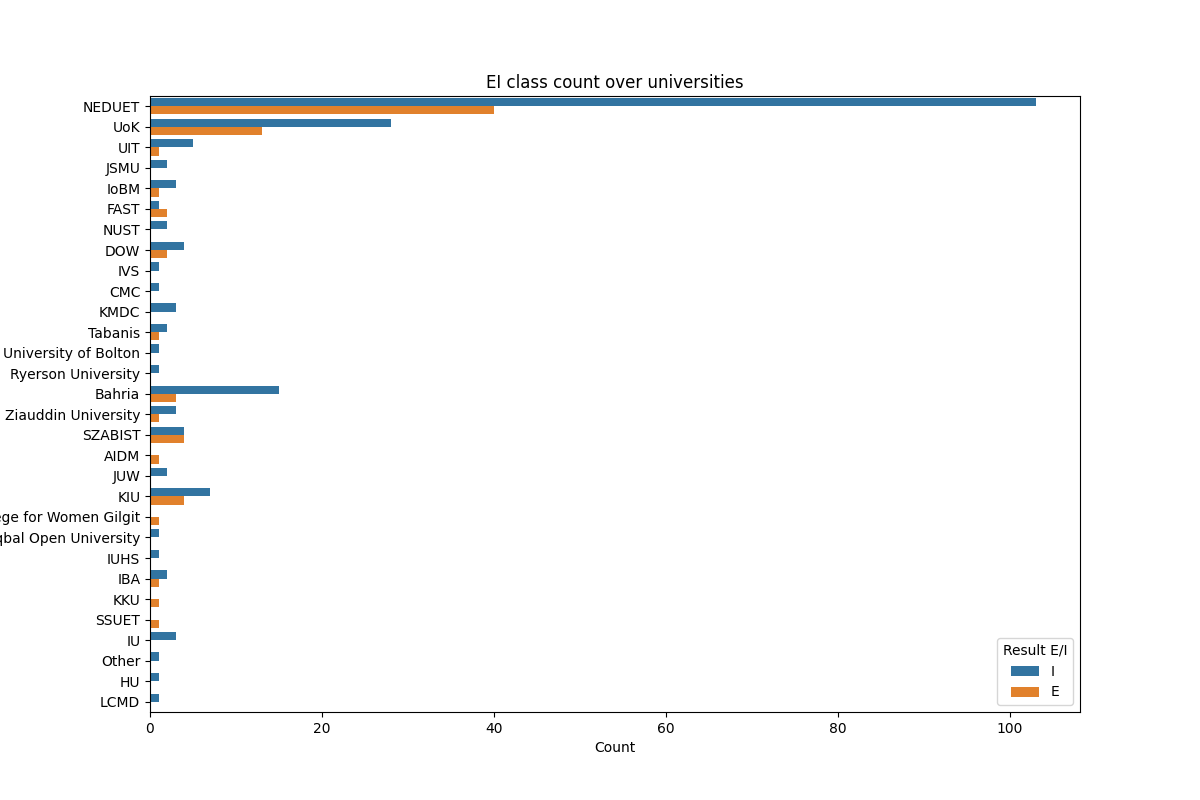 EI class count over universities
NEDUET
UoK
UIT
JSMU
IoBM
FAST
NUST
DOW
IVS
CMC
KMDC
Tabanis
University of Bolton
Ryerson University
Bahria
Ziauddin University
SZABIST
AIDM
JUW
KIU
ege for Women Gilgit
qbal Open University
IUHS
IBA
KKU
SSUET
IU
Other
HU
LCMD
0 20 40 60 80 100
Count
Result E/I
I
E